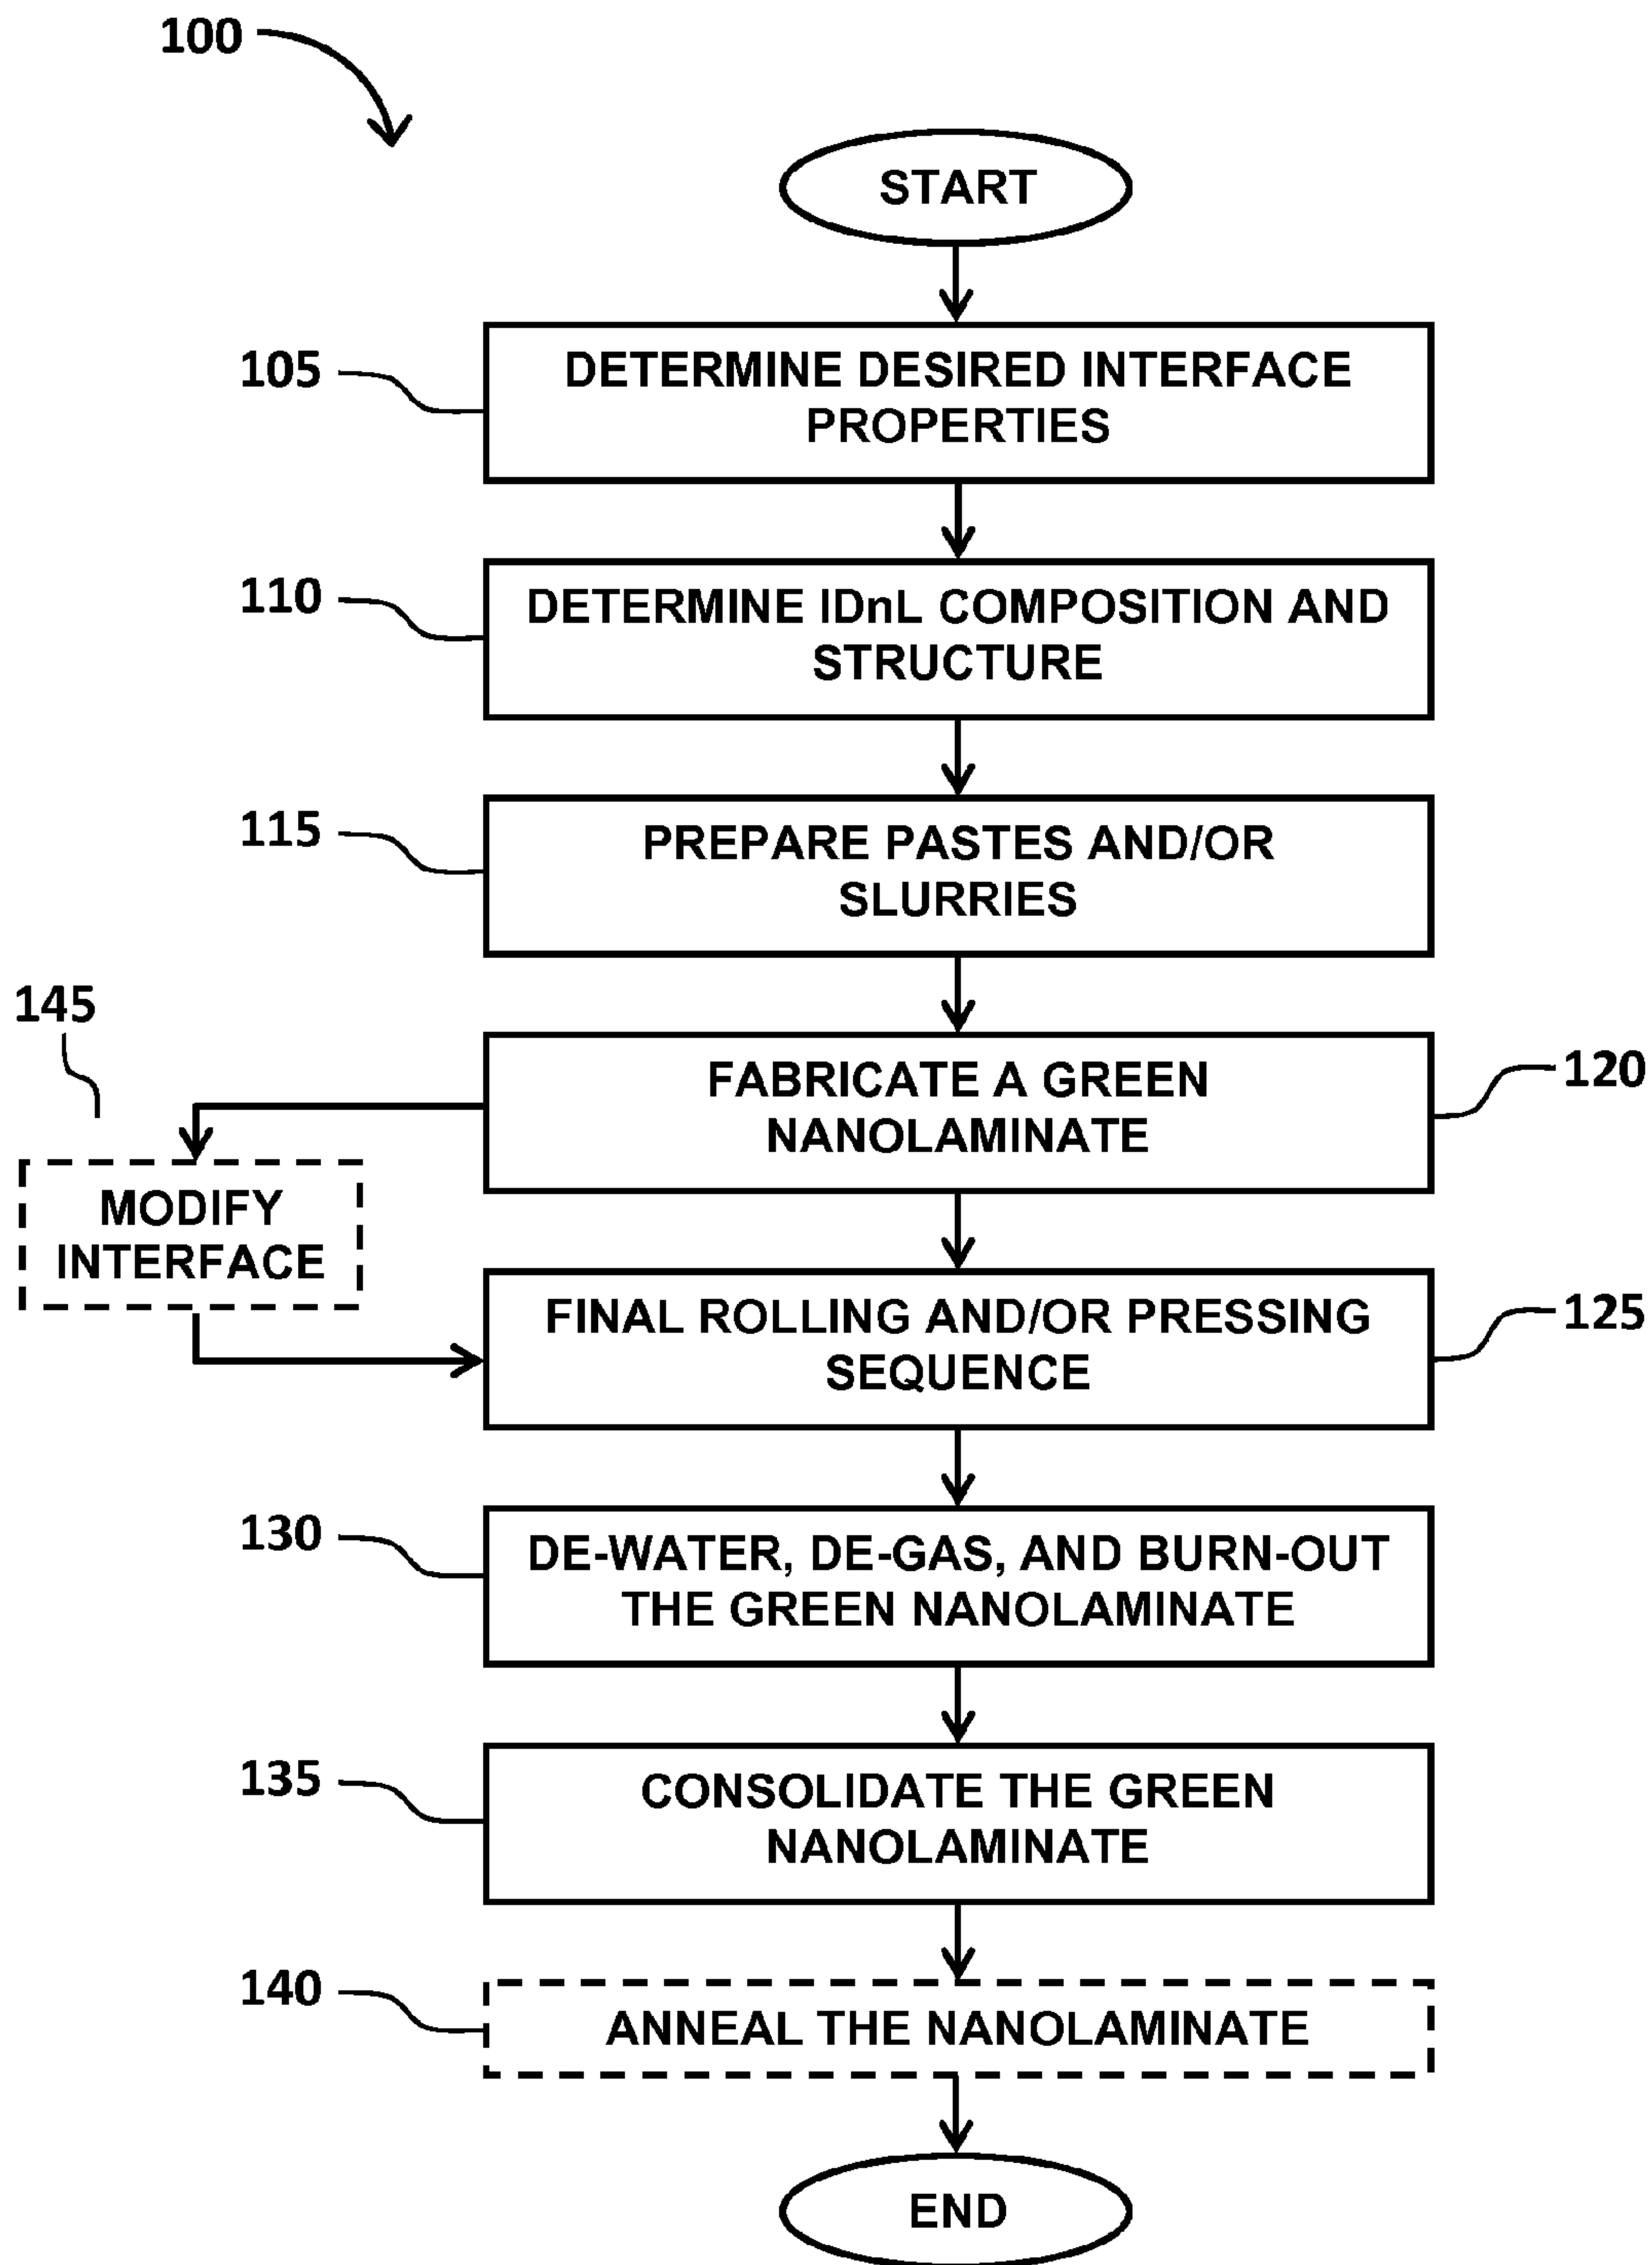 100
START
105
DETERMINE DESIRED INTERFACE
PROPERTIES
110
DETERMINE IDnL COMPOSITION AND
STRUCTURE
115
PREPARE PASTES AND/OR
SLURRIES
145
FABRICATE A GREEN
NANOLAMINATE
120
MODIFY
INTERFACE
FINAL ROLLING AND/OR PRESSING
SEQUENCE
125
130
DE-WATER, DE-GAS, AND BURN-OUT
THE GREEN NANOLAMINATE
135
CONSOLIDATE THE GREEN
NANOLAMINATE
140
ANNEAL THE NANOLAMINATE
END